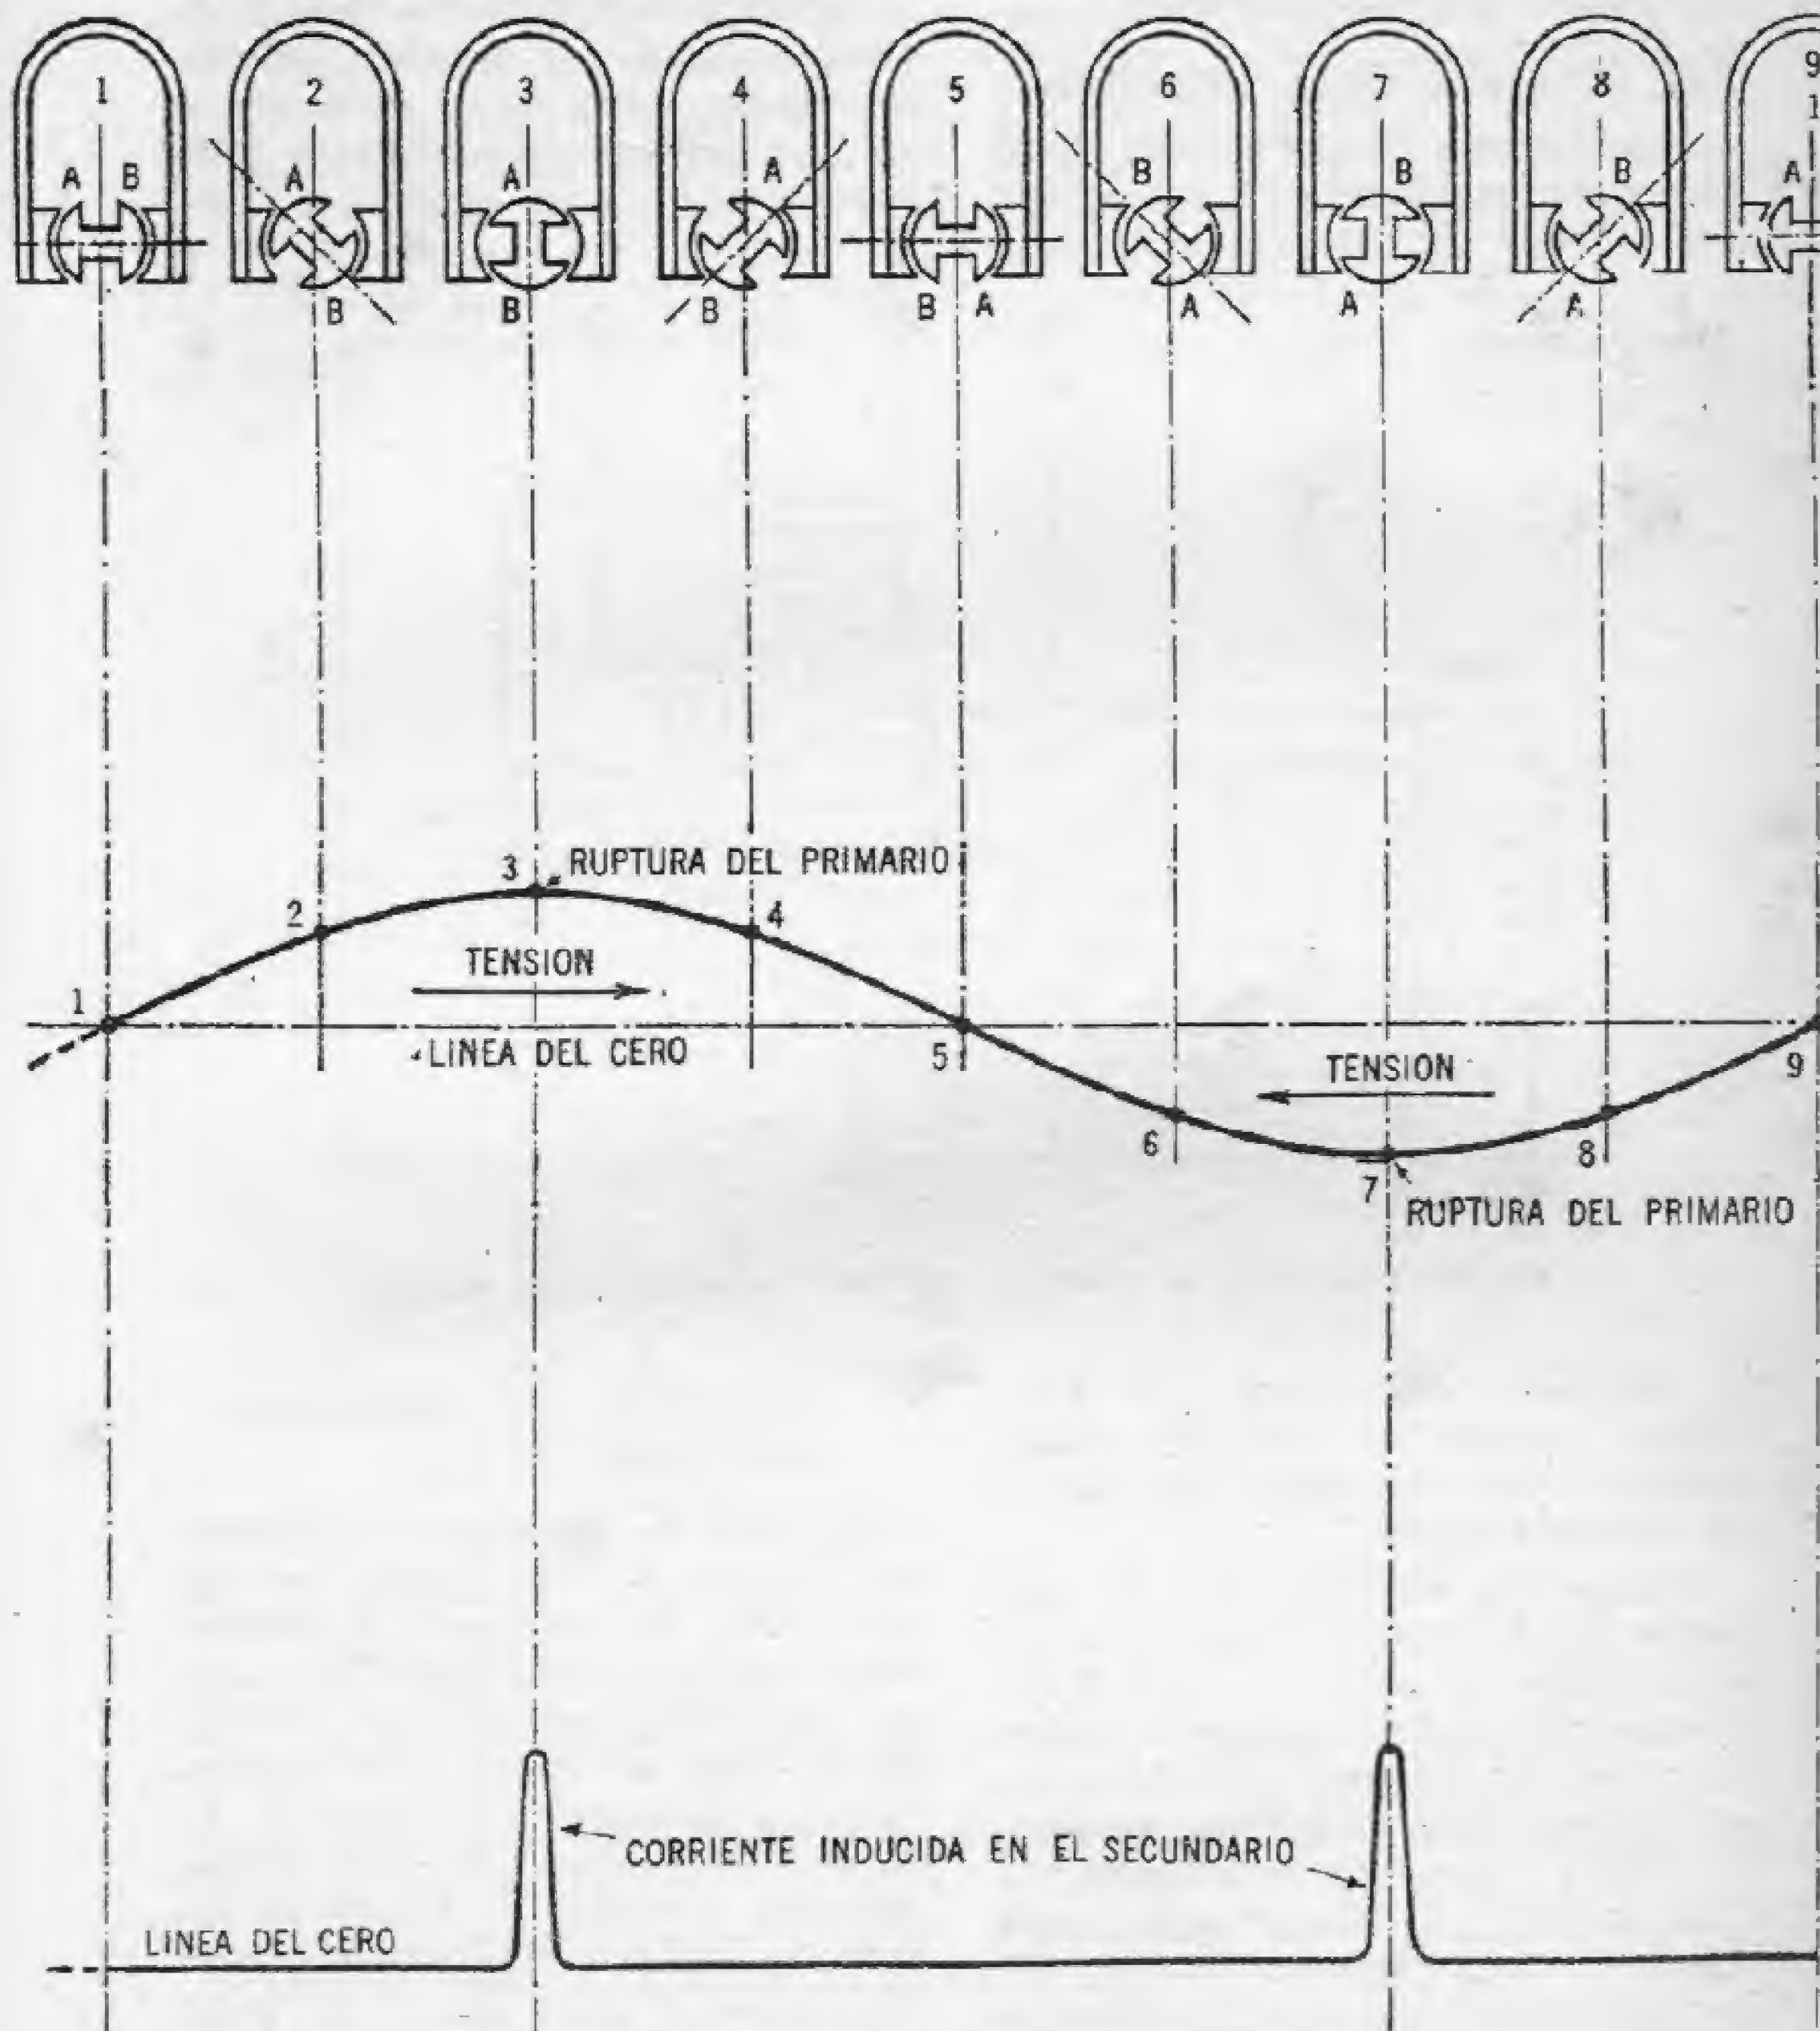 1 2 3 4 5 6 7 8 9
1
A B A A A B B B A
B B B B A A A A
3 RUPTURA DEL PRIMARIO
2 4
TENSION
1
LINEA DEL CERO 5
TENSION 9
6 8
7 RUPTURA DEL PRIMARIO
CORRIENTE INDUCIDA EN EL SECUNDARIO
LINEA DEL CERO